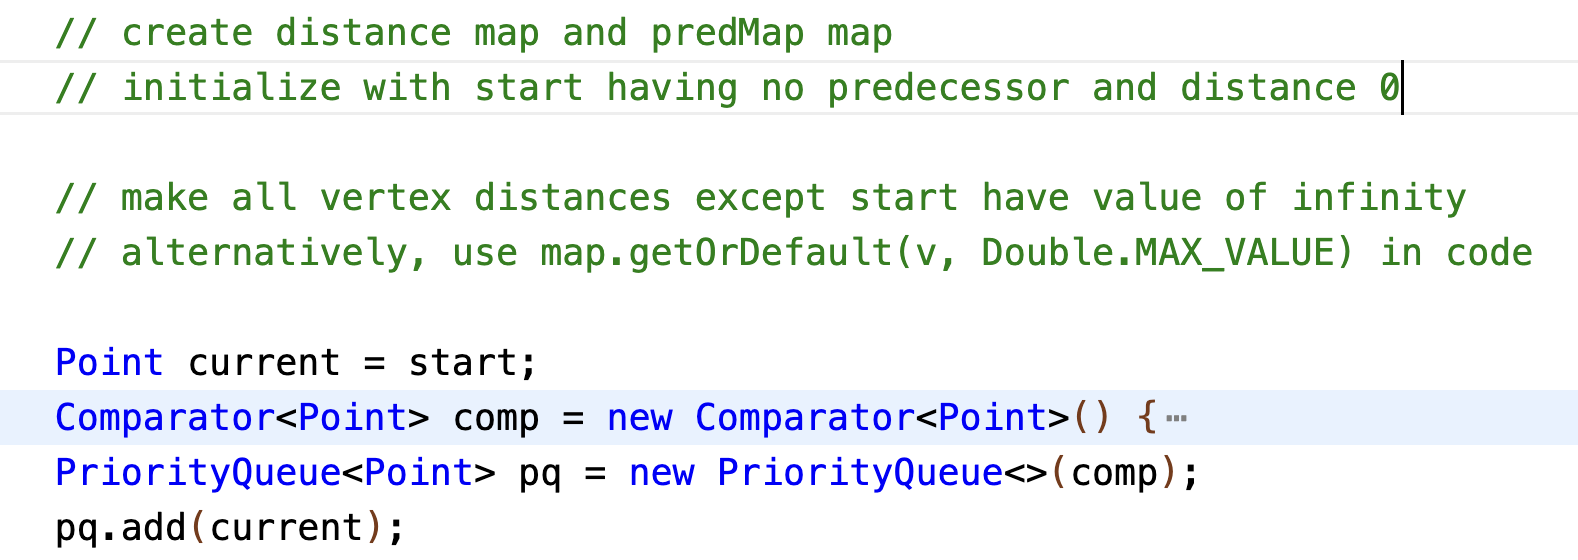 // create distance map and predMap map
// initialize with start having no predecessor and distance 0
// make all vertex distances except start have value of infinity
// alternatively, use map.getOrDefault(v, Double.MAX_VALUE) in code
Point current = start;
Comparator<Point> comp = new Comparator<Point>() {⋯
PriorityQueue<Point> pq = new PriorityQueue<>(comp);
pq.add(current);